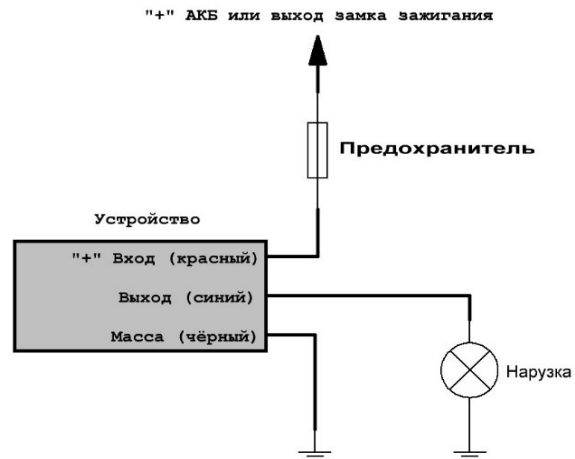 "+" АКБ или выход замка зажигания
Предохранитель
Устройство
"+" Вход (красный)
Выход (синий)
Масса (чёрный)
Нарузка